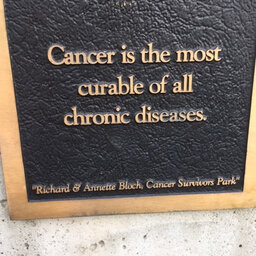 Cancer is the most
curable of all
chronic diseases.
"Richard & Annette Bloch, Cancer Survivors Park"